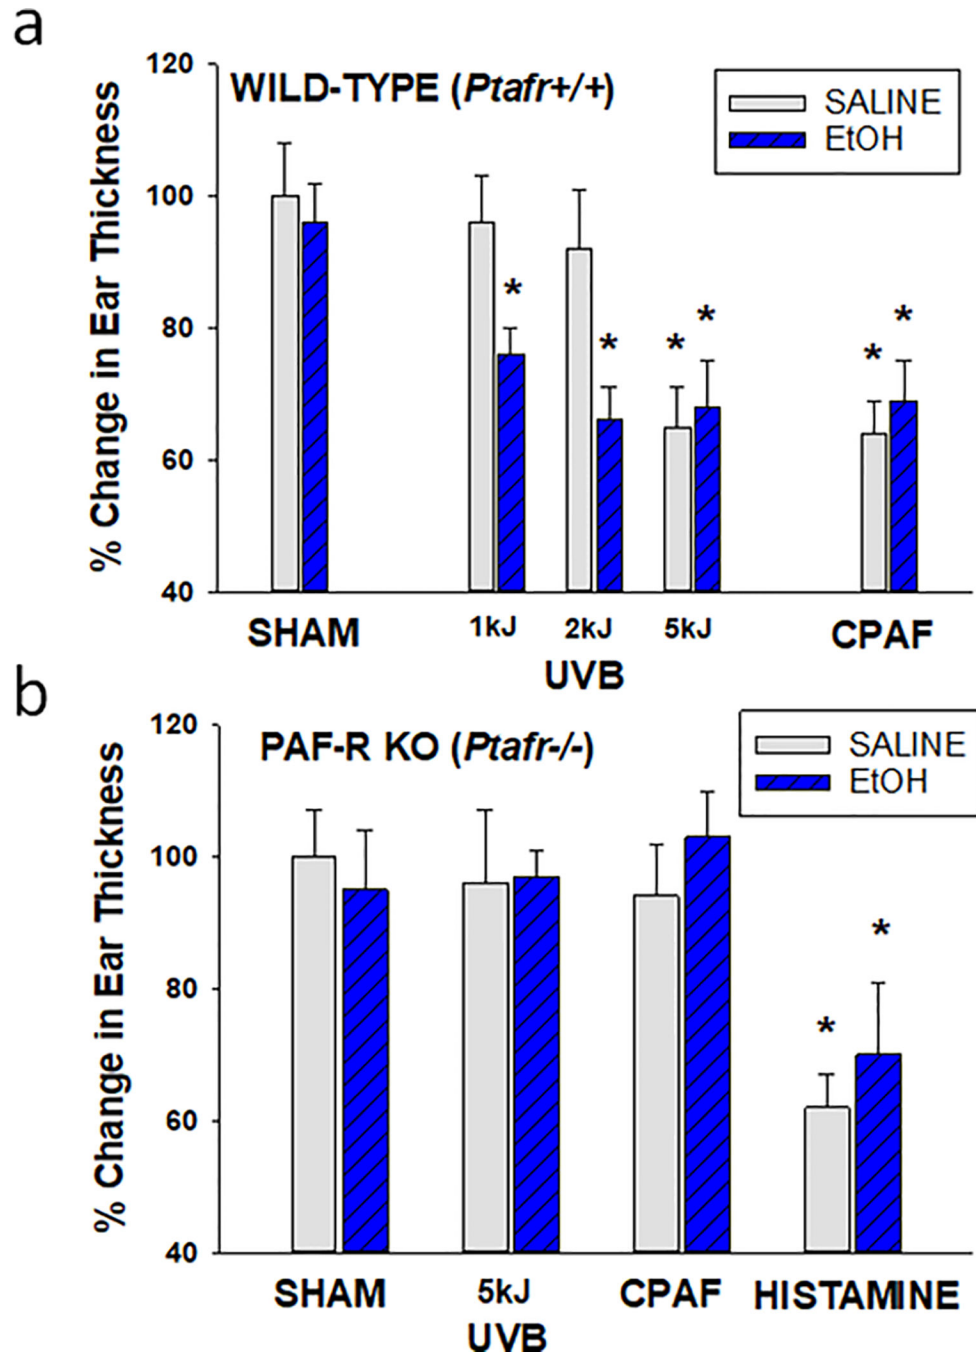 a
% Change in Ear Thickness
120
100
80
60
40
WILD-TYPE (Ptafr+/+)
SALINE
EtOH
*
*
*
*
*
*
SHAM
1kJ
2kJ
5kJ
UVB
CPAF
b
% Change in Ear Thickness
120
100
80
60
40
PAF-R KO (Ptafr-/-)
SALINE
EtOH
*
*
SHAM
5kJ
UVB
CPAF
HISTAMINE